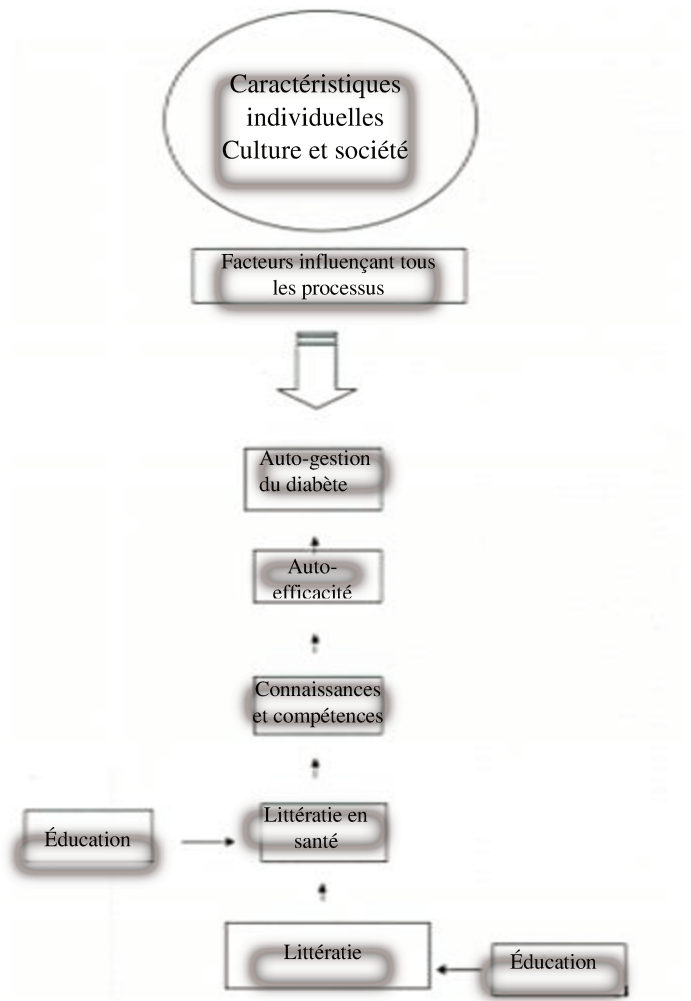 Caractéristiques
individuelles
Culture et société
Facteurs influençant tous
les processus
Auto-gestion
du diabète
Auto-
efficacité
Connaissances
et compétences
Littératie en
santé
Éducation
Littératie
Éducation